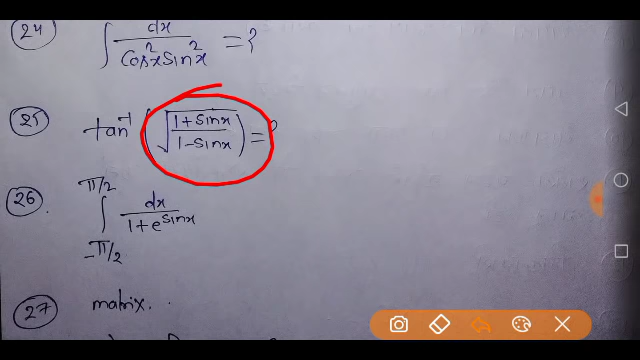 24 ∫ dx / Cos²x Sin²x = ?
25 tan⁻¹ ( √ 1 + sinx / 1 - sinx ) = ?
26. π/2 ∫ -π/2 dx / 1 + e^sinx
27 matrix . .